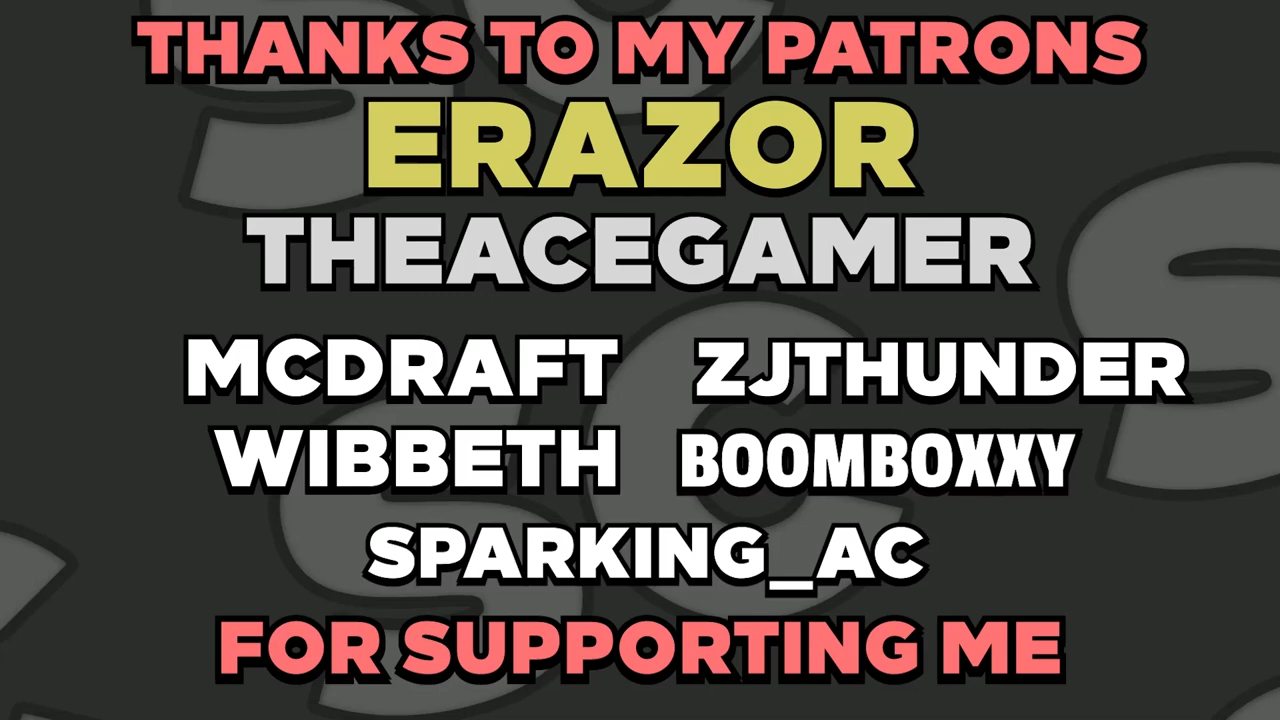 THANKS TO MY PATRONS
ERAZOR
THEACEGAMER
MCDRAFT ZJTHUNDER
WIBBETH BOOMBOXXY
SPARKING_AC
FOR SUPPORTING ME